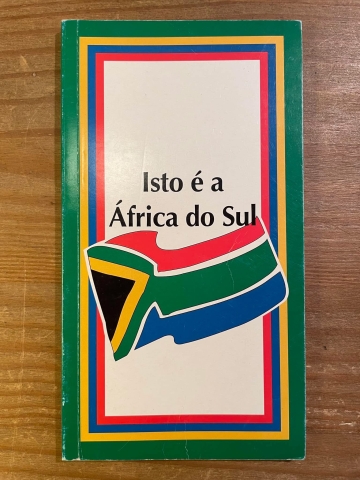 Isto é a
África do Sul